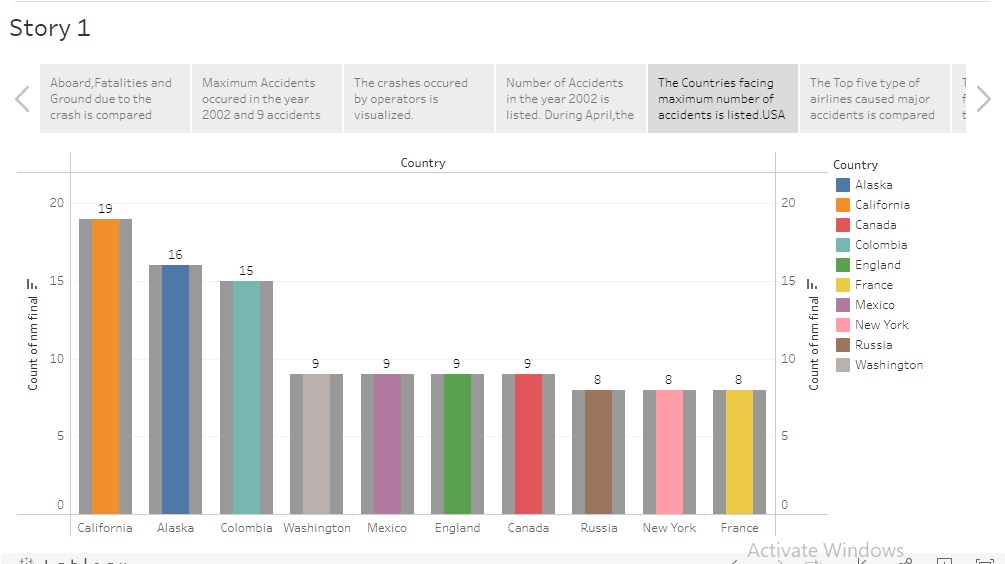 Story 1
Aboard,Fatalities and
Ground due to the
crash is compared
Maximum Accidents
occured in the year
2002 and 9 accidents
The crashes occured
by operators is
visualized.
Number of Accidents
in the year 2002 is
listed. During April,the
The Countries facing
maximum number of
accidents is listed.USA
The Top five type of
airlines caused major
accidents is compared
T
f
t
Country
Count of nm final
20
15
10
5
0
19
16
15
9
9
9
9
8
8
8
20
15
10
5
0
Count of nm final
California
Alaska
Colombia
Washington
Mexico
England
Canada
Russia
New York
France
Country
Alaska
California
Canada
Colombia
England
France
Mexico
New York
Russia
Washington
Activate Windows